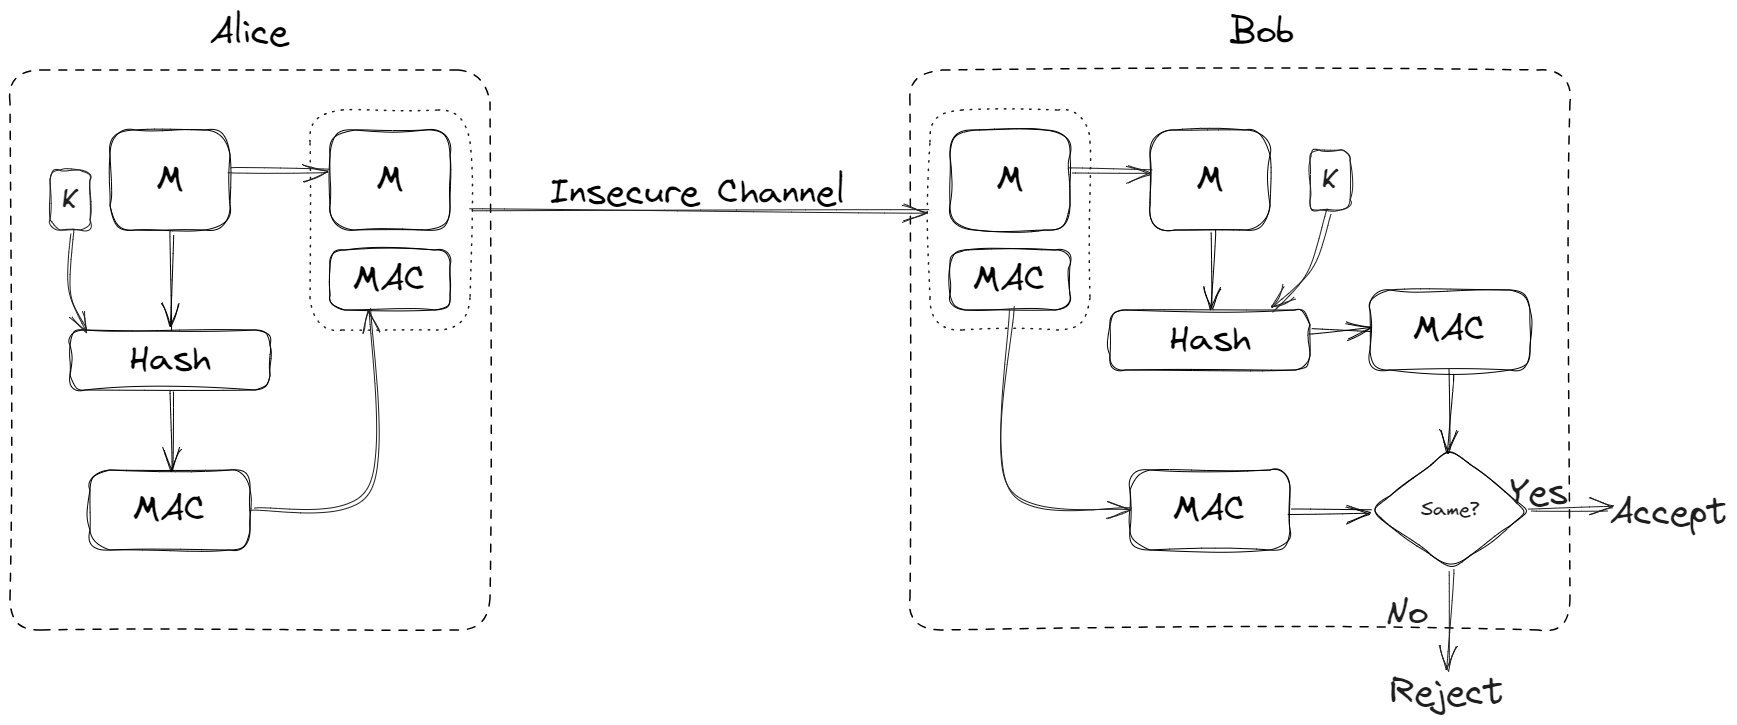 Alice
Bob
K
M
M
MAC
Hash
MAC
Insecure Channel
M
MAC
M
K
Hash
MAC
MAC
Same?
Yes
Accept
No
Reject